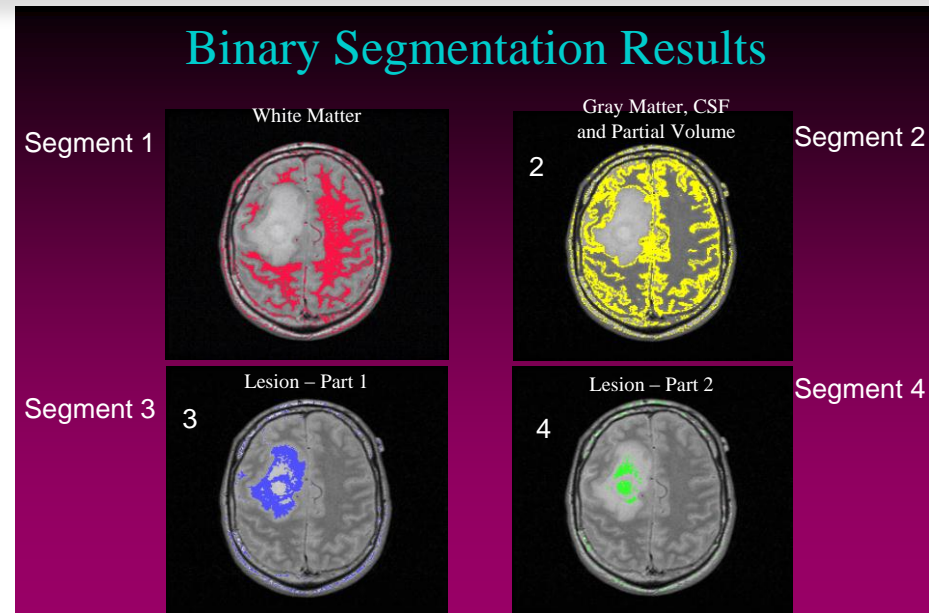 Binary Segmentation Results
Segment 1
White Matter
Gray Matter, CSF
and Partial Volume
2
Segment 2
Segment 3
Lesion – Part 1
3
Lesion – Part 2
4
Segment 4